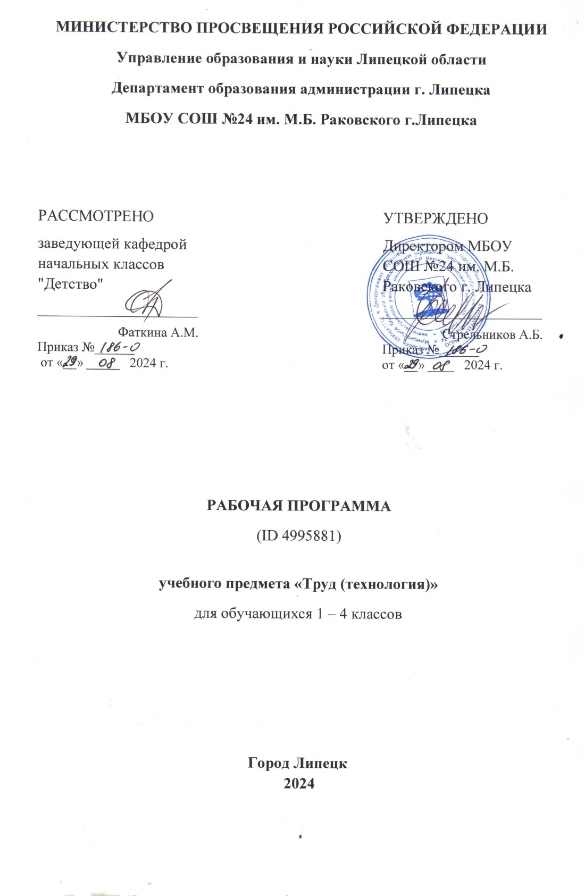 МИНИСТЕРСТВО ПРОСВЕЩЕНИЯ РОССИЙСКОЙ ФЕДЕРАЦИИ
Управление образования и науки Липецкой области
Департамент образования администрации г. Липецка
МБОУ СОШ №24 им. М.Б. Раковского г.Липецка
РАССМОТРЕНО
заведующей кафедрой
начальных классов
"Детство"
Фаткина А.М.
Приказ № 186-О
от «29» 08 2024 г.
УТВЕРЖДЕНО
Директором МБОУ
СОШ №24 им. М.Б.
Раковского г. Липецка
Стрельников А.Б.
Приказ № 186-О
от «29» 08 2024 г.
РАБОЧАЯ ПРОГРАММА
(ID 4995881)
учебного предмета «Труд (технология)»
для обучающихся 1 – 4 классов
Город Липецк
2024